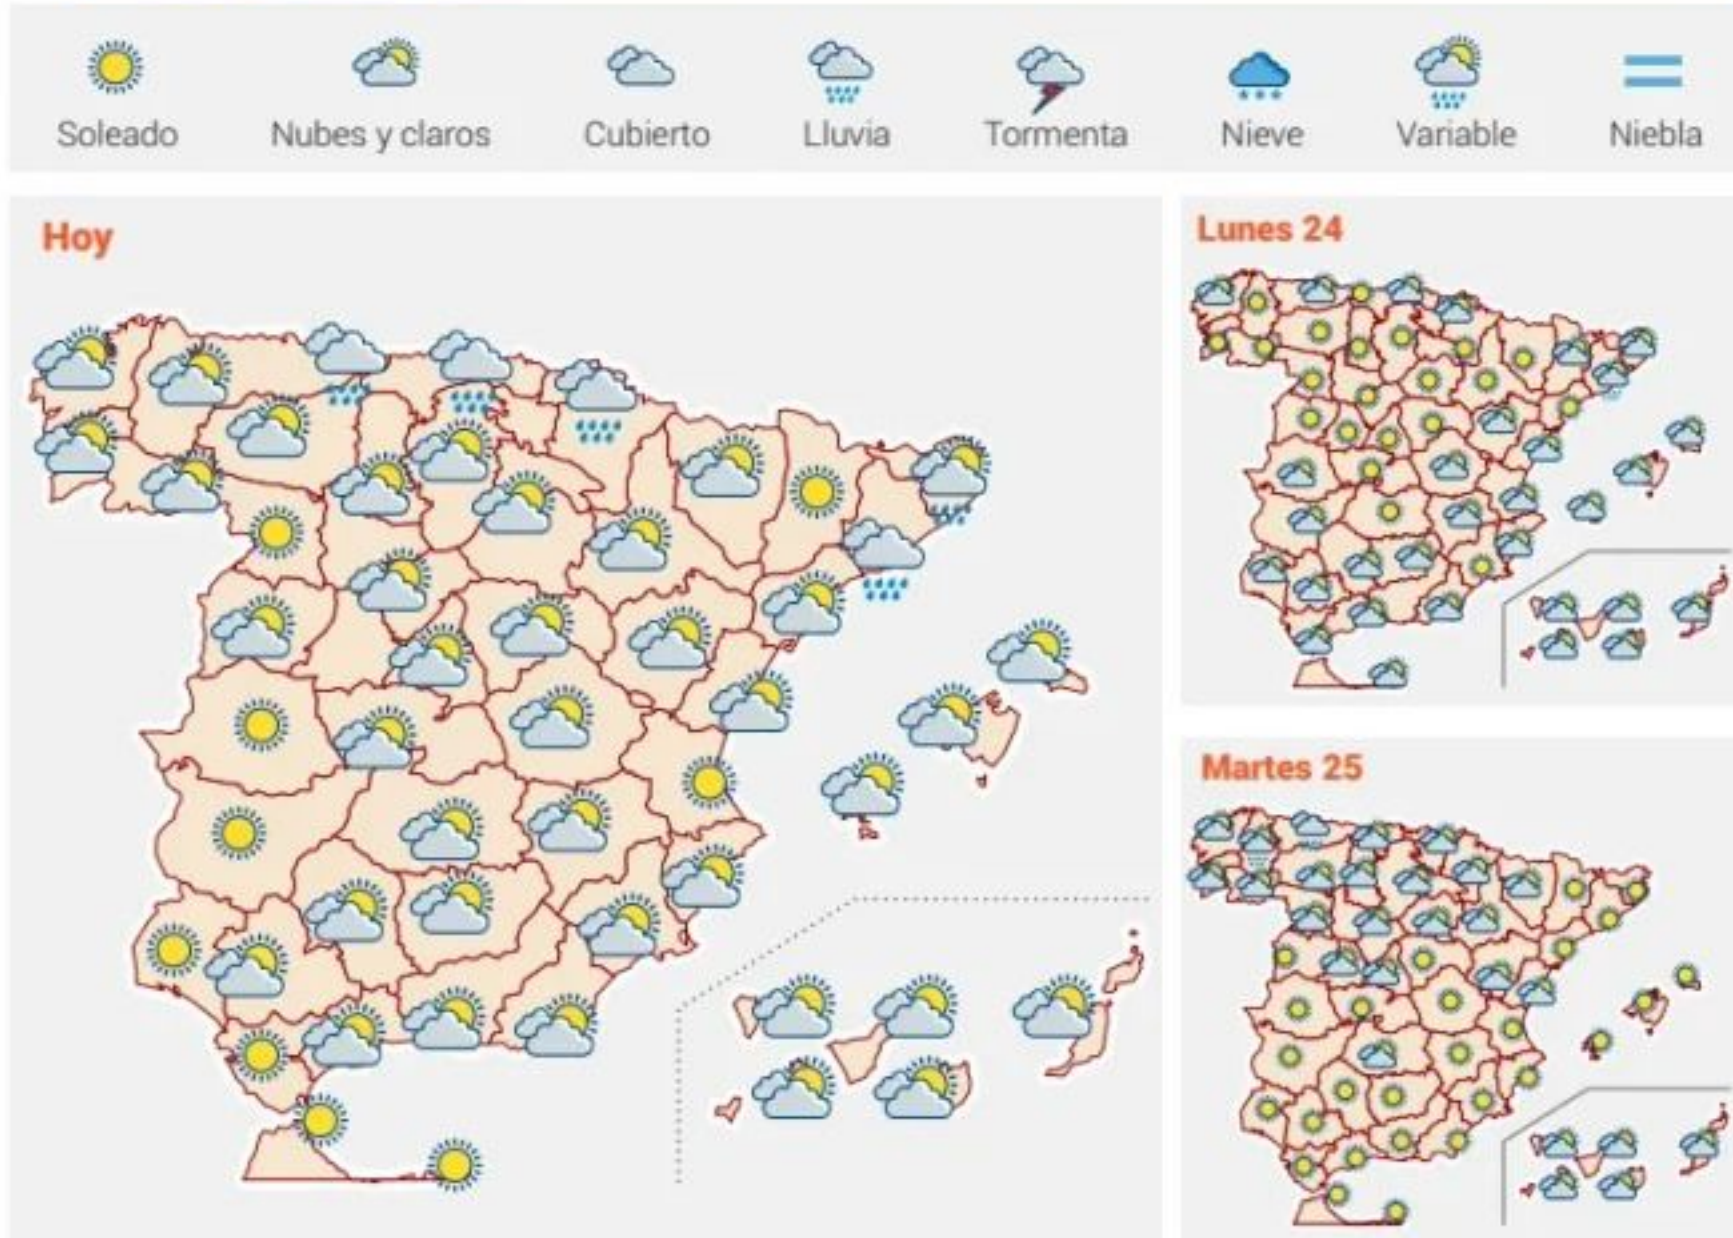 Soleado
Nubes y claros
Cubierto
Lluvia
Tormenta
Nieve
Variable
Niebla
Hoy
Lunes 24
Martes 25